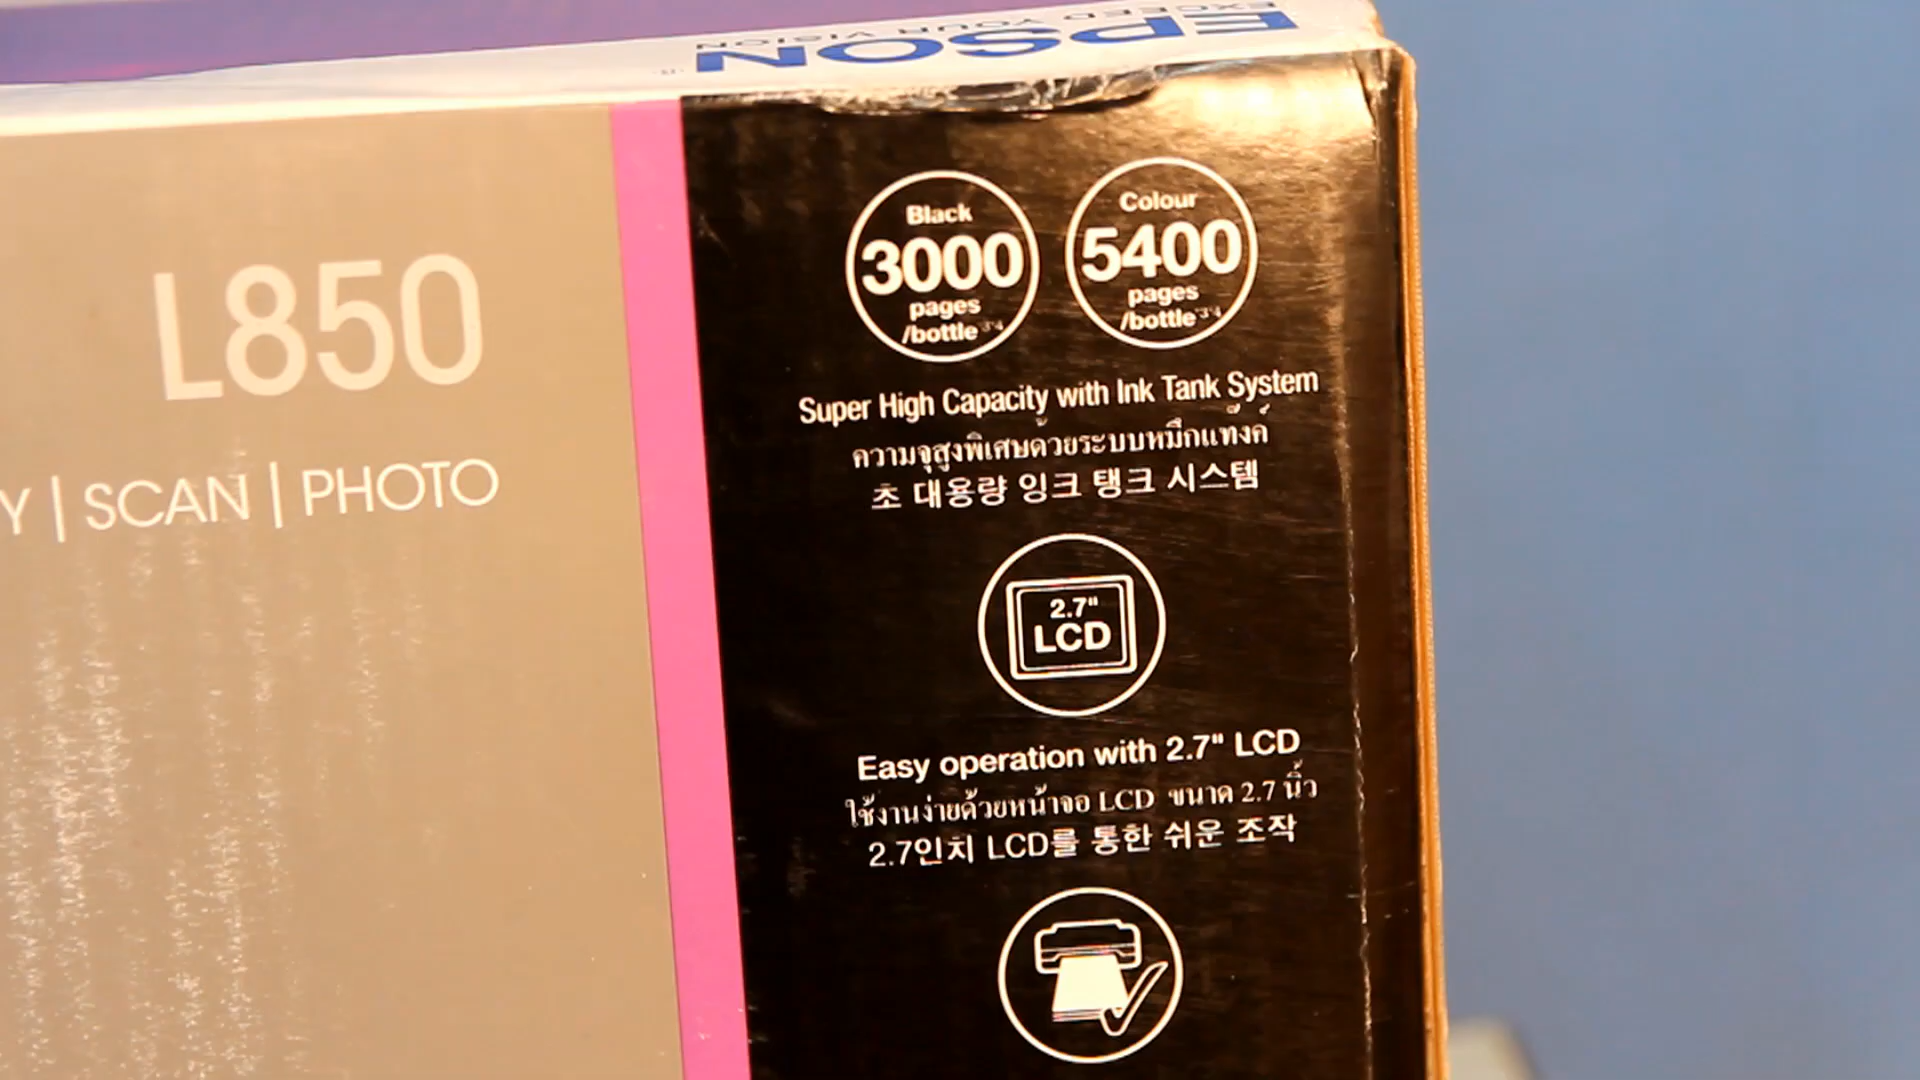 EPSON
EXCEED YOUR VISION
L850
Y | SCAN | PHOTO
Black
3000
pages
/bottle
Colour
5400
pages
/bottle
Super High Capacity with Ink Tank System
ความจุสูงพิเศษด้วยระบบหมึกแท๊งค์
초 대용량 잉크 탱크 시스템
2.7"
LCD
Easy operation with 2.7" LCD
ใช้งานง่ายด้วยหน้าจอ LCD ขนาด 2.7 นิ้ว
2.7인치 LCD를 통한 쉬운 조작